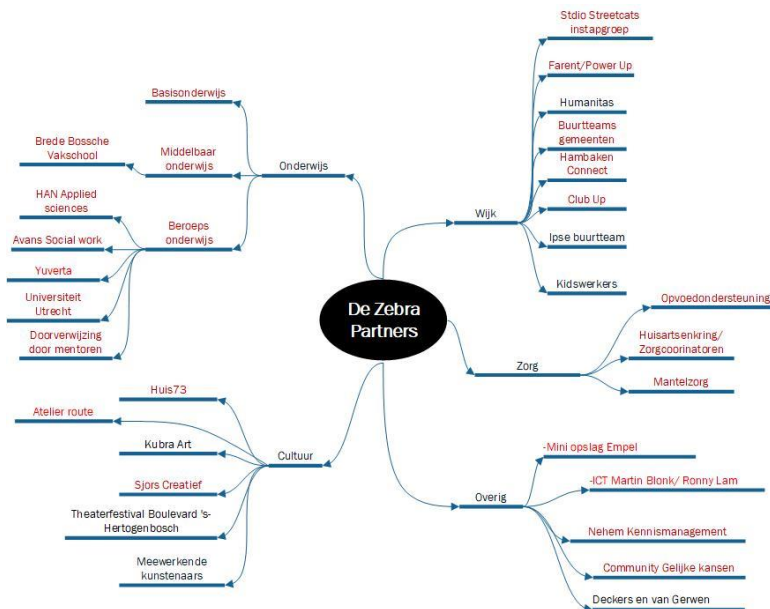 De Zebra
Partners
Onderwijs
Basisonderwijs
Middelbaar
onderwijs
Brede Bossche
Vakschool
Beroeps
onderwijs
HAN Applied
sciences
Avans Social work
Yuverta
Universiteit
Utrecht
Doorverwijzing
door mentoren
Wijk
Stdio Streetcats
instapgroep
Farent/Power Up
Humanitas
Buurtteams
gemeenten
Hambaken
Connect
Club Up
Ipse buurtteam
Kidswerkers
Zorg
Opvoedondersteuning
Huisartsenkring/
Zorgcoorinatoren
Mantelzorg
Cultuur
Huis73
Atelier route
Kubra Art
Sjors Creatief
Theaterfestival Boulevard 's-
Hertogenbosch
Meewerkende
kunstenaars
Overig
-Mini opslag Empel
-ICT Martin Blonk/ Ronny Lam
Nehem Kennismanagement
Community Gelijke kansen
Deckers en van Gerwen